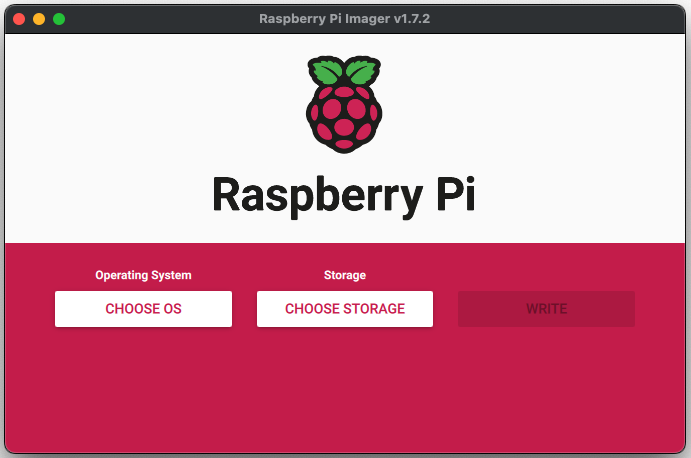 Raspberry Pi Imager v1.7.2
Raspberry Pi
Operating System
Storage
CHOOSE OS
CHOOSE STORAGE
WRITE